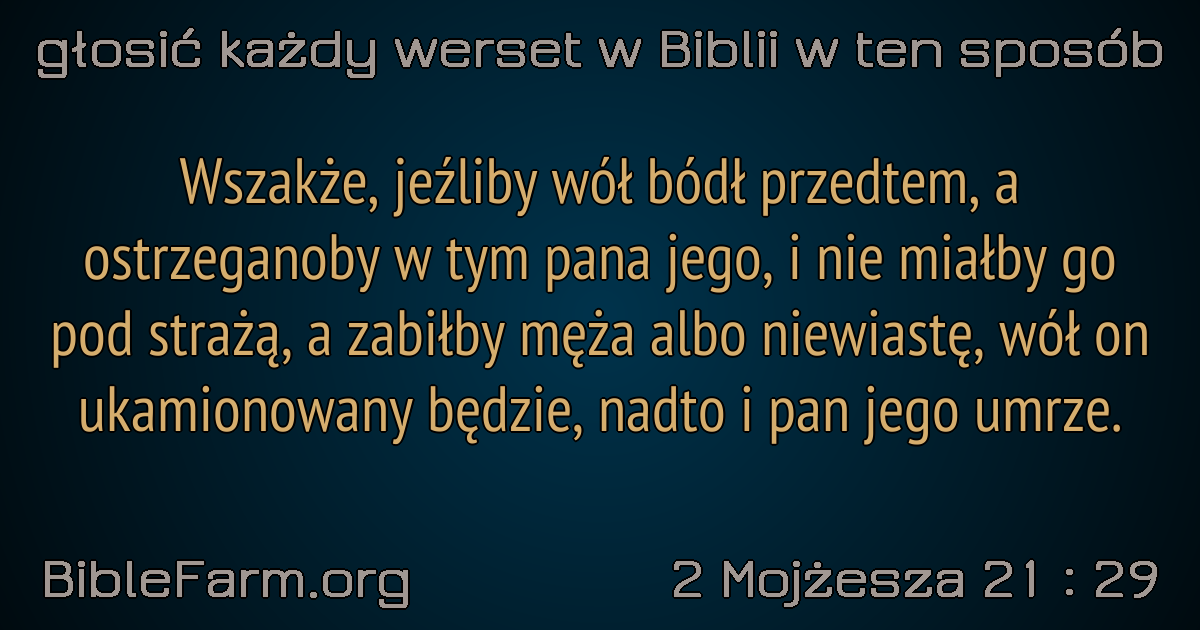 głosić każdy werset w Biblii w ten sposób
Wszakże, jeźliby wół bódł przedtem, a
ostrzeganoby w tym pana jego, i nie miałby go
pod strażą, a zabiłby męża albo niewiastę, wół on
ukamionowany będzie, nadto i pan jego umrze.
BibleFarm.org
2 Mojżesza 21 : 29